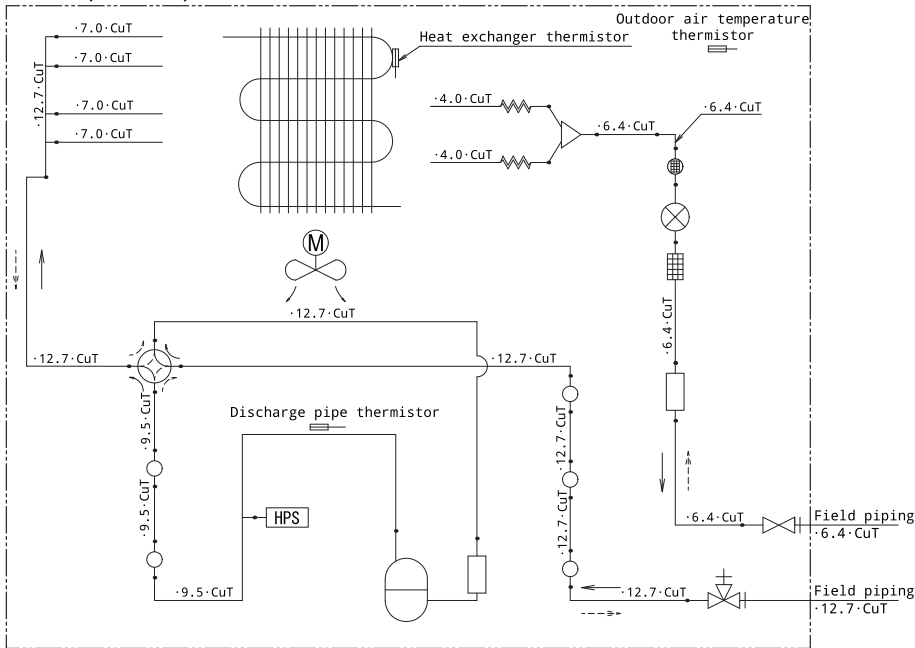 Outdoor air temperature
thermistor
·7.0·CuT
Heat exchanger thermistor
·7.0·CuT
·12.7·CuT
·7.0·CuT
·7.0·CuT
·4.0·CuT
·6.4·CuT
·6.4·CuT
·4.0·CuT
M
·12.7·CuT
·6.4·CuT
·12.7·CuT
·12.7·CuT
·9.5·CuT
Discharge pipe thermistor
·12.7·CuT
·9.5·CuT
HPS
·12.7·CuT
·6.4·CuT
Field piping
·6.4·CuT
·9.5·CuT
·12.7·CuT
Field piping
·12.7·CuT